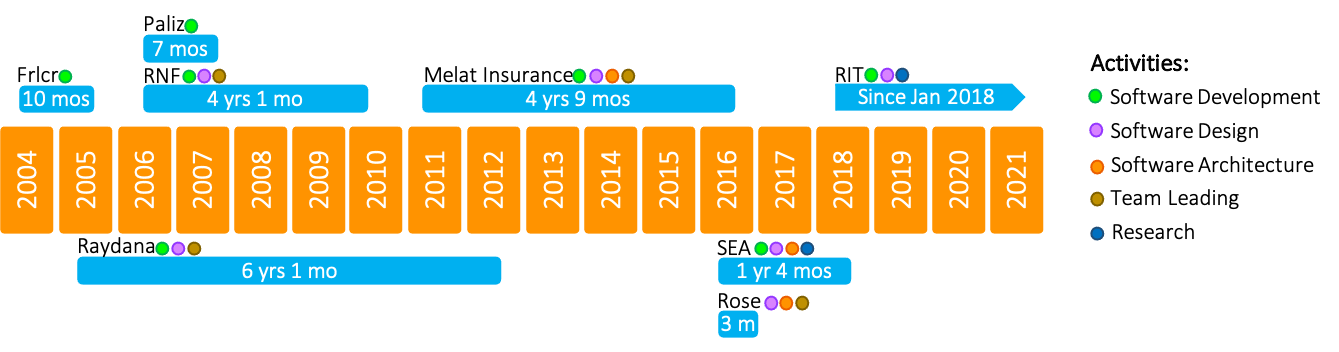 Paliz
7 mos
Frlcr
10 mos
RNF
4 yrs 1 mo
Melat Insurance
4 yrs 9 mos
RIT
Since Jan 2018
2004
2005
2006
2007
2008
2009
2010
2011
2012
2013
2014
2015
2016
2017
2018
2019
2020
2021
Raydana
6 yrs 1 mo
SEA
1 yr 4 mos
Rose
3 m
Activities:
Software Development
Software Design
Software Architecture
Team Leading
Research